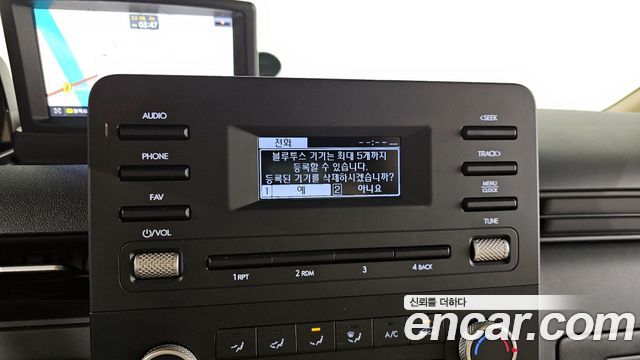 03:47
AUDIO
PHONE
FAV
⏻/VOL
전화
--:--
블루투스 기기는 최대 5개까지
등록할 수 있습니다.
등록된 기기를 삭제하시겠습니까?
1 예 2 아니요
<SEEK
TRACK>
MENU
CLOCK
TUNE
1 RPT
2 RDM
3
4 BACK
A/C
신뢰를 더하다
encar.com